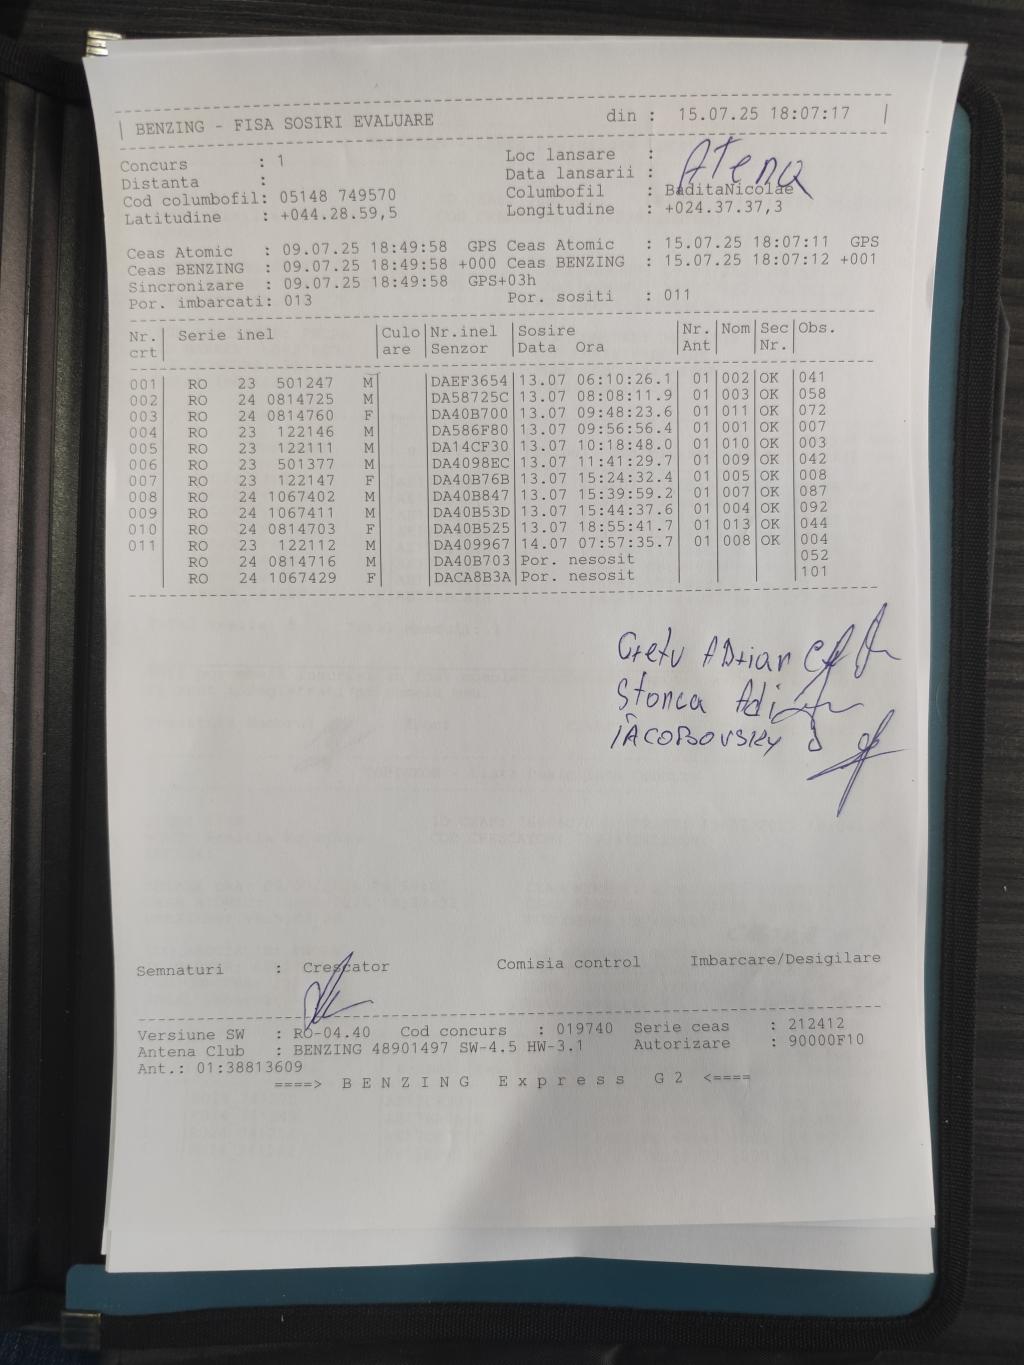 BENZING - FISA SOSIRI EVALUARE din : 15.07.25 18:07:17
Concurs : 1 Loc lansare : Atena
Distanta : Data lansarii :
Cod columbofil: 05148 749570 Columbofil : BaditaNicolae
Latitudine : +044.28.59,5 Longitudine : +024.37.37,3
Ceas Atomic : 09.07.25 18:49:58 GPS Ceas Atomic : 15.07.25 18:07:11 GPS
Ceas BENZING : 09.07.25 18:49:58 +000 Ceas BENZING : 15.07.25 18:07:12 +001
Sincronizare : 09.07.25 18:49:58 GPS+03h
Por. imbarcati: 013 Por. sositi : 011
Nr. Serie inel Culo Nr.inel Sosire Nr. Nom Sec Obs.
crt are Senzor Data Ora Ant Nr.
001 RO 23 501247 M DAEF3654 13.07 06:10:26.1 01 002 OK 041
002 RO 24 0814725 M DA58725C 13.07 08:08:11.9 01 003 OK 058
003 RO 24 0814760 F DA40B700 13.07 09:48:23.6 01 011 OK 072
004 RO 23 122146 M DA586F80 13.07 09:56:56.4 01 001 OK 007
005 RO 23 122111 M DA14CF30 13.07 10:18:48.0 01 010 OK 003
006 RO 23 501377 M DA4098EC 13.07 11:41:29.7 01 009 OK 042
007 RO 23 122147 F DA40B76B 13.07 15:24:32.4 01 005 OK 008
008 RO 24 1067402 M DA40B847 13.07 15:39:59.2 01 007 OK 087
009 RO 24 1067411 M DA40B53D 13.07 15:44:37.6 01 004 OK 092
010 RO 24 0814703 F DA40B525 13.07 18:55:41.7 01 013 OK 044
011 RO 23 122112 M DA409967 14.07 07:57:35.7 01 008 OK 004
RO 24 0814716 M DA40B703 Por. nesosit 052
RO 24 1067429 F DACA8B3A Por. nesosit 101
Cretu ADrian
Stonca Adi
IACOBOVSKY
Semnaturi : Crescator Comisia control Imbarcare/Desigilare
Versiune SW : RO-04.40 Cod concurs : 019740 Serie ceas : 212412
Antena Club : BENZING 48901497 SW-4.5 HW-3.1 Autorizare : 90000F10
Ant.: 01:38813609
====> B E N Z I N G E x p r e s s G 2 <====